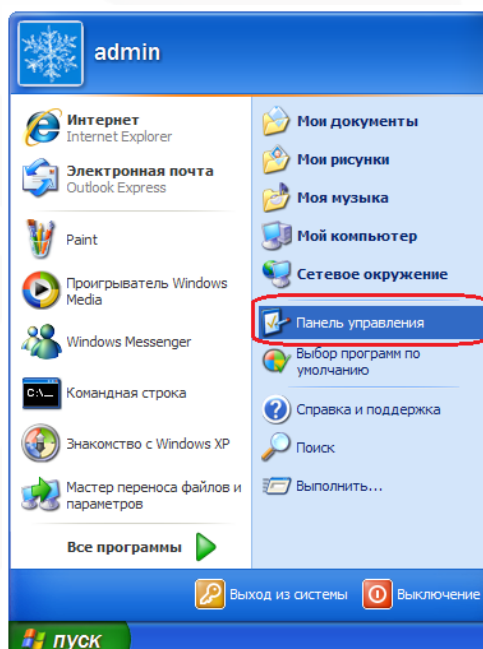 admin
Интернет
Internet Explorer
Электронная почта
Outlook Express
Paint
Проигрыватель Windows
Media
Windows Messenger
C:\_
Командная строка
Знакомство с Windows XP
Мастер переноса файлов и
параметров
Все программы
Мои документы
Мои рисунки
Моя музыка
Мой компьютер
Сетевое окружение
Панель управления
Выбор программ по
умолчанию
Справка и поддержка
Поиск
Выполнить...
Выход из системы
Выключение
пуск